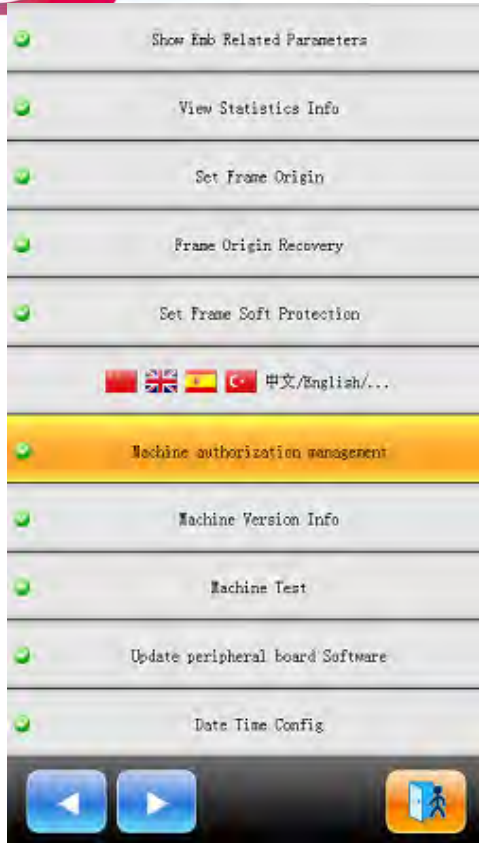 Show Emb Related Parameters
View Statistics Info
Set Frame Origin
Frame Origin Recovery
Set Frame Soft Protection
中文/English/...
Machine authorization management
Machine Version Info
Machine Test
Update peripheral board Software
Date Time Config